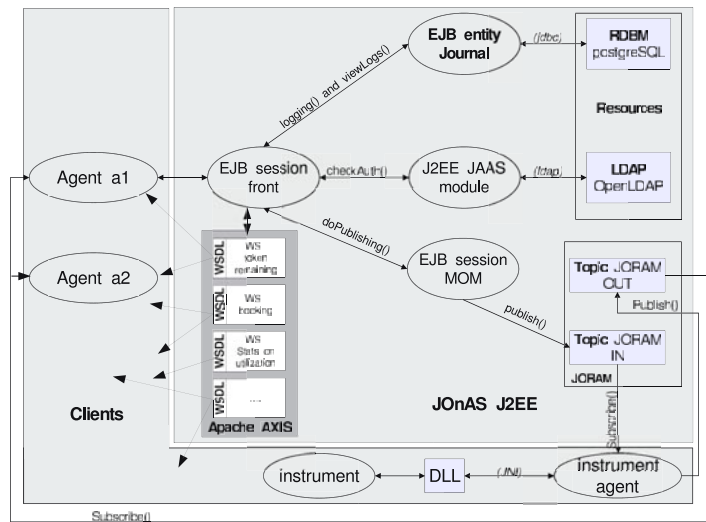 EJB entity
Journal
(jdbc)
RDBM
postgreSQL
logging() and viewLogs()
Resources
Agent a1
EJB session
front
checkAuth()
J2EE JAAS
module
(ldap)
LDAP
OpenLDAP
doPublishing()
WSDL
WS
token
remaining
Agent a2
EJB session
MOM
Topic JORAM
OUT
WSDL
WS
booking
publish()
Publish()
WSDL
WS
Stats on
utilization
Topic JORAM
IN
JORAM
WSDL
....
Clients
Apache AXIS
JOnAS J2EE
Subscribe()
instrument
DLL
(JNI)
instrument
agent
Subscribe()